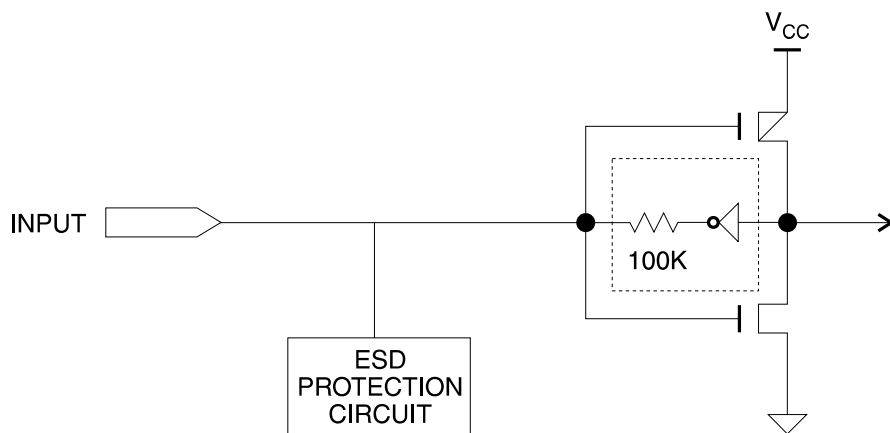 VCC
INPUT
100K
ESD
PROTECTION
CIRCUIT